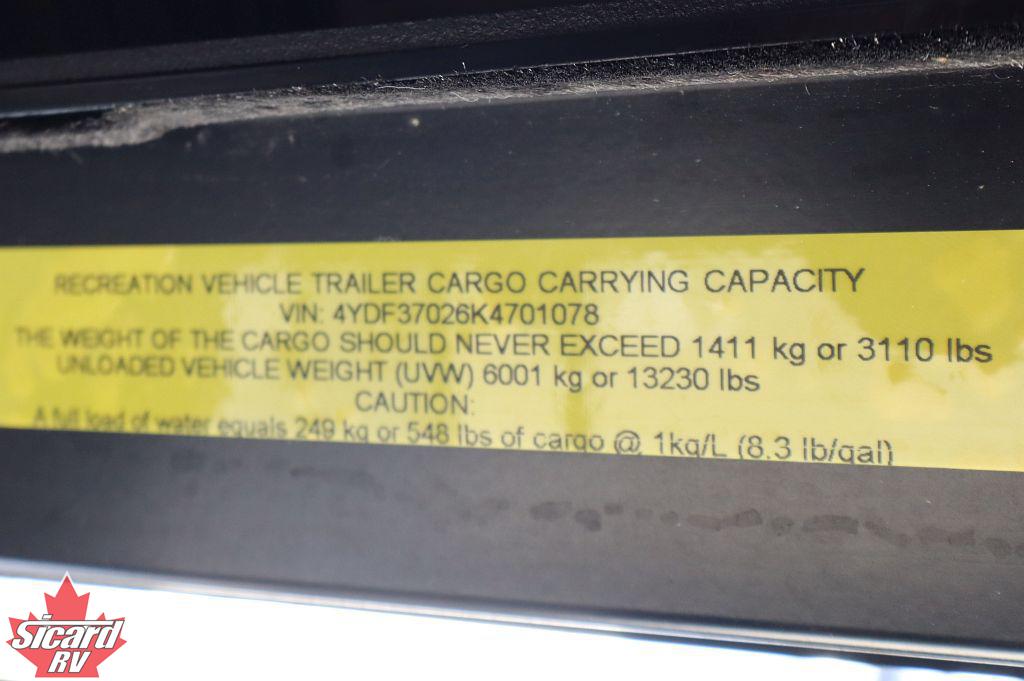 RECREATION VEHICLE TRAILER CARGO CARRYING CAPACITY
VIN: 4YDF37026K4701078
THE WEIGHT OF THE CARGO SHOULD NEVER EXCEED 1411 kg or 3110 lbs
UNLOADED VEHICLE WEIGHT (UVW) 6001 kg or 13230 lbs
CAUTION:
A full load of water equals 249 kg or 548 lbs of cargo @ 1kg/L (8.3 lb/gal)
Sicard
RV